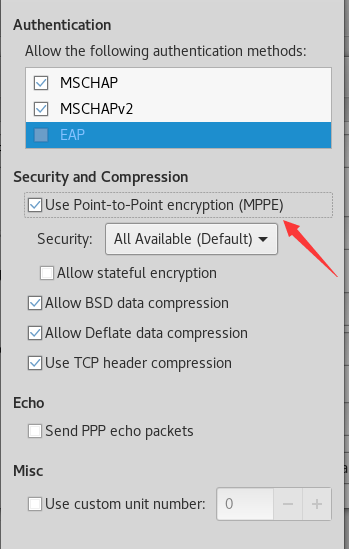 Authentication
Allow the following authentication methods:
MSCHAP
MSCHAPv2
EAP
Security and Compression
Use Point-to-Point encryption (MPPE)
Security: All Available (Default)
Allow stateful encryption
Allow BSD data compression
Allow Deflate data compression
Use TCP header compression
Echo
Send PPP echo packets
Misc
Use custom unit number: 0 − +